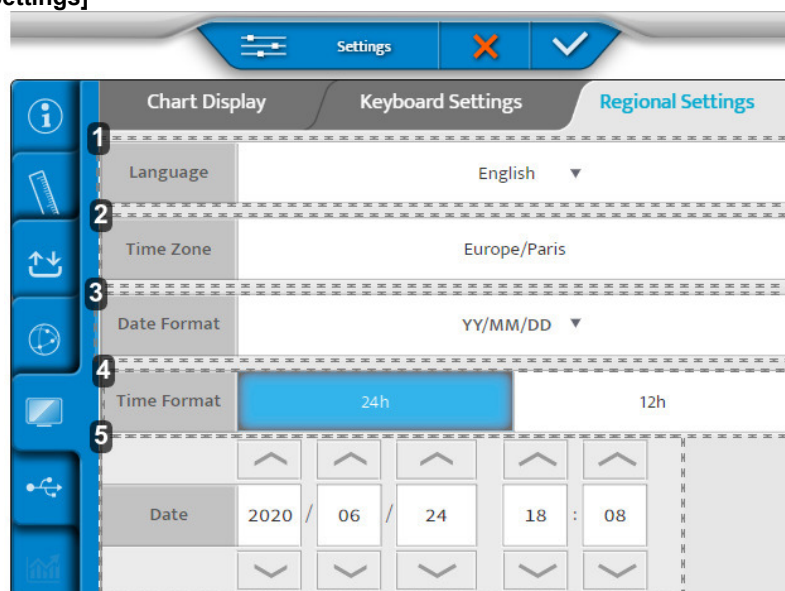 Settings]
Settings
Chart Display Keyboard Settings Regional Settings
1
Language English
2
Time Zone Europe/Paris
3
Date Format YY/MM/DD
4
Time Format 24h 12h
5
Date 2020 / 06 / 24 18 : 08